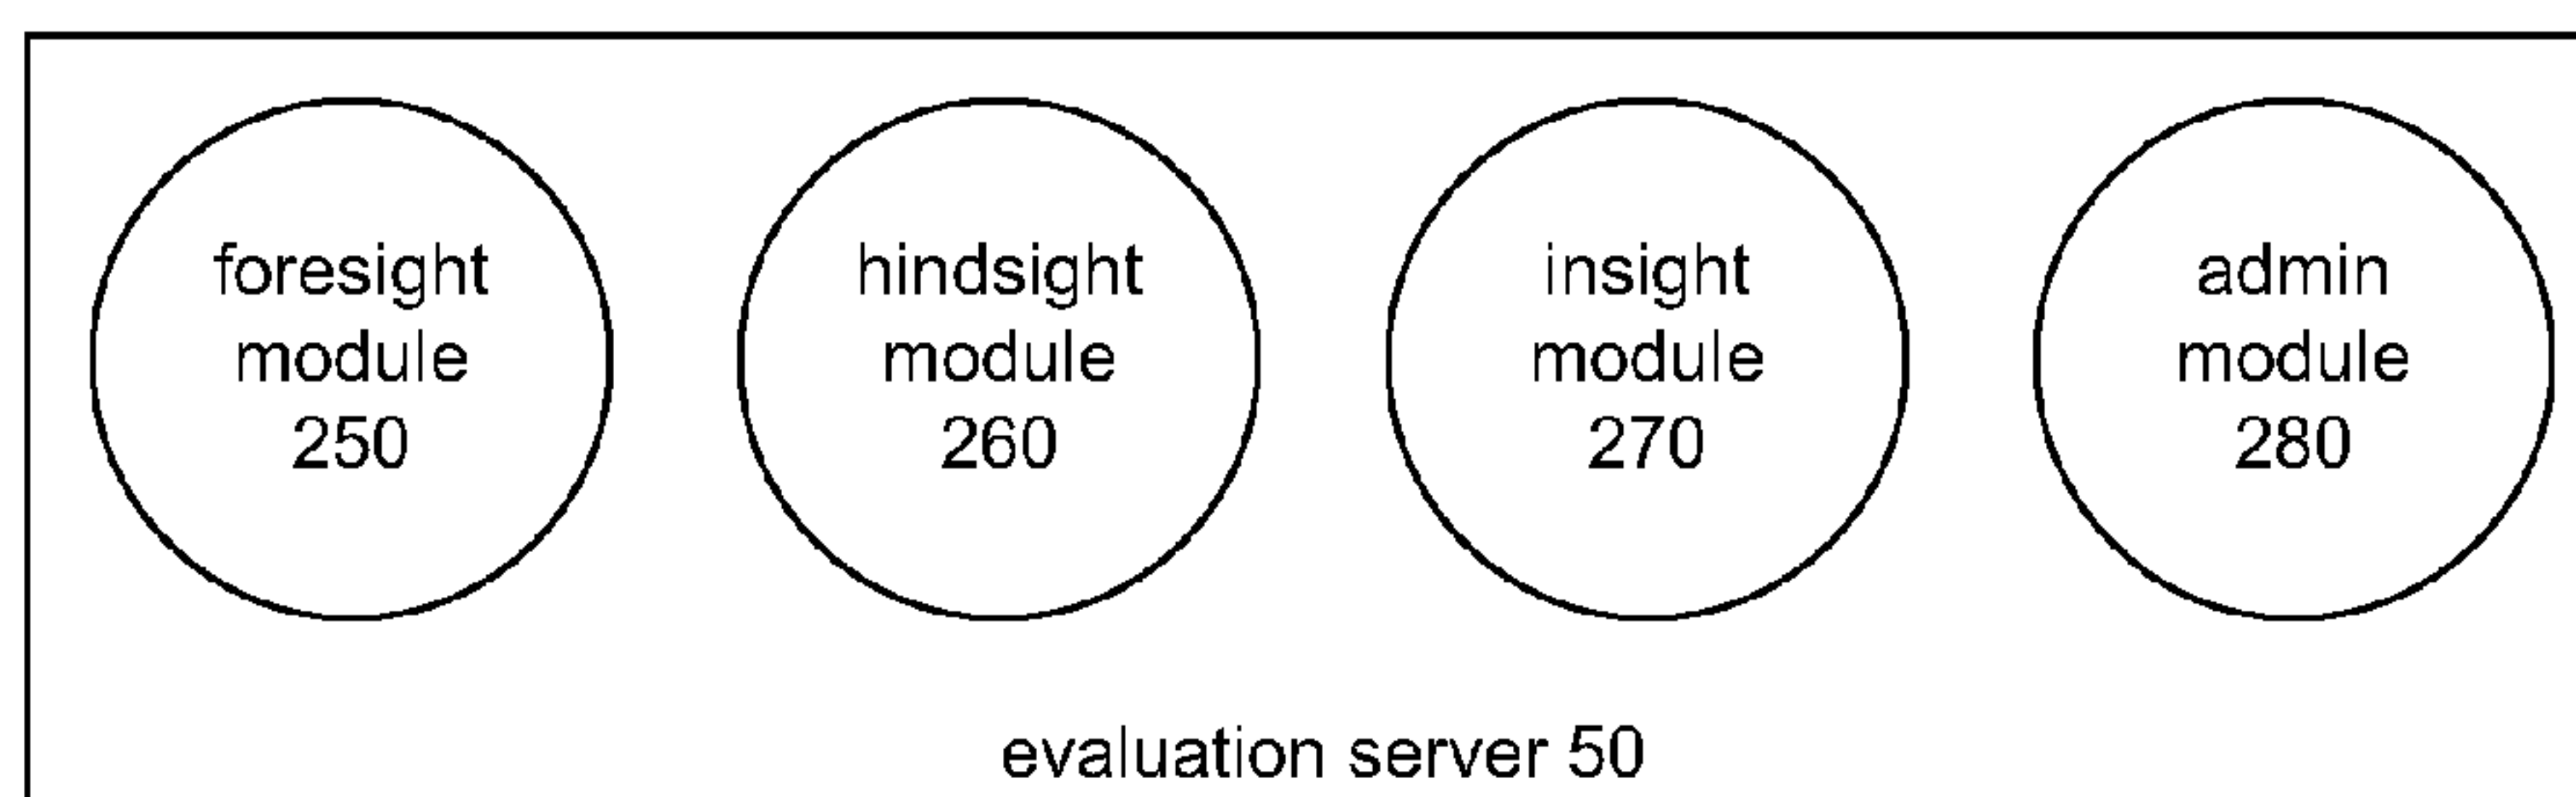 foresight
module
250
hindsight
module
260
insight
module
270
admin
module
280
evaluation server 50